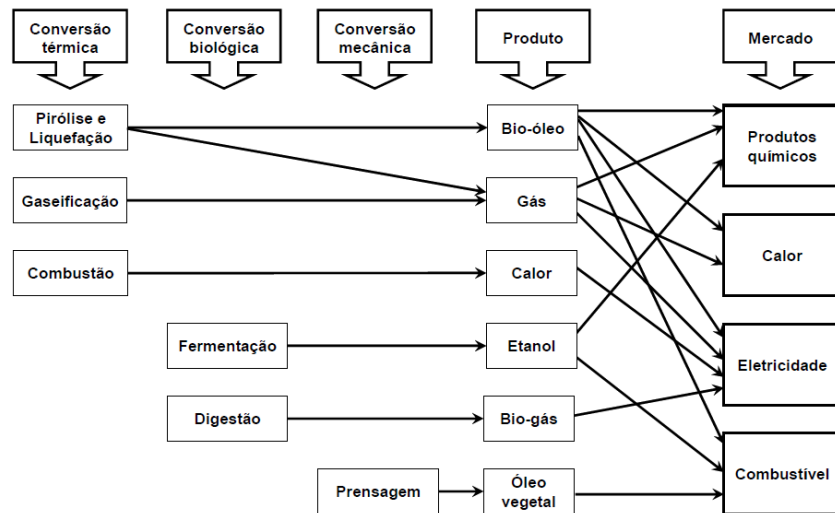 Conversão
térmica
Conversão
biológica
Conversão
mecânica
Produto
Mercado
Pirólise e
Liquefação
Bio-óleo
Produtos
químicos
Gaseificação
Gás
Combustão
Calor
Calor
Fermentação
Etanol
Eletricidade
Digestão
Bio-gás
Prensagem
Óleo
vegetal
Combustível